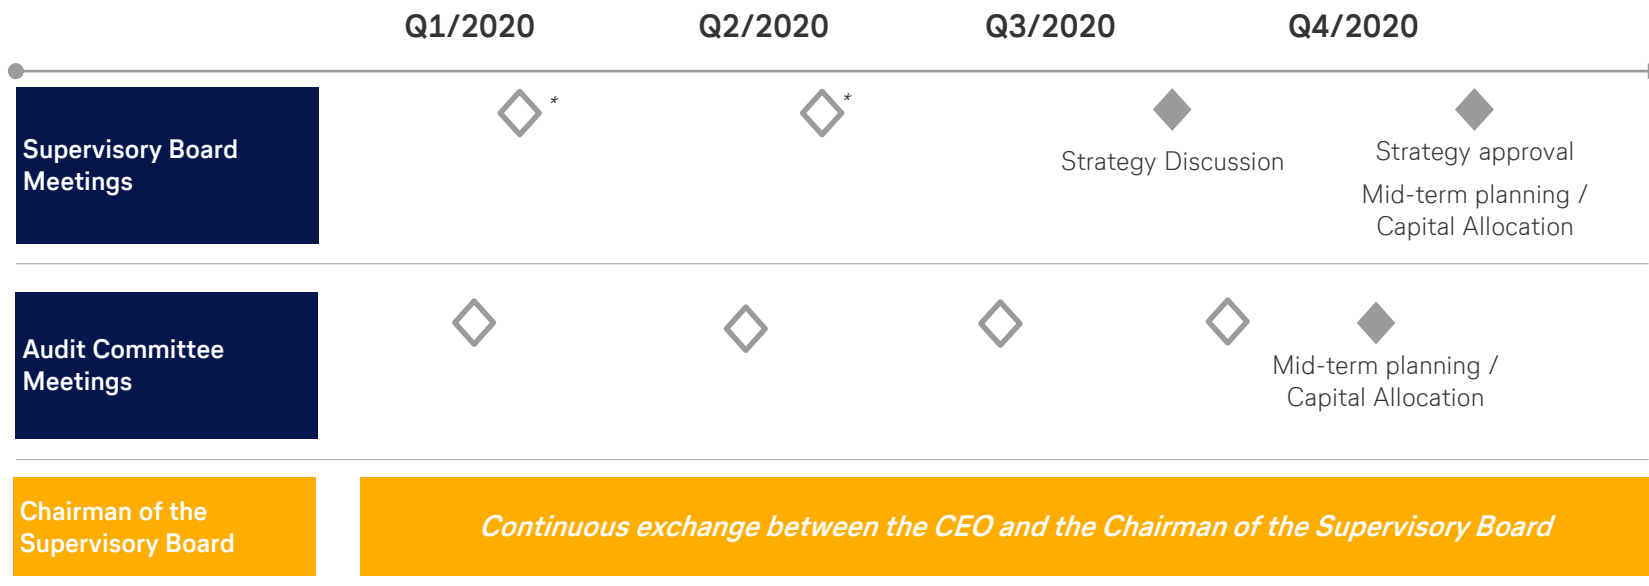 Q1/2020 Q2/2020 Q3/2020 Q4/2020
Supervisory Board
Meetings
*
*
Strategy Discussion
Strategy approval
Mid-term planning /
Capital Allocation
Audit Committee
Meetings
Mid-term planning /
Capital Allocation
Chairman of the
Supervisory Board
Continuous exchange between the CEO and the Chairman of the Supervisory Board